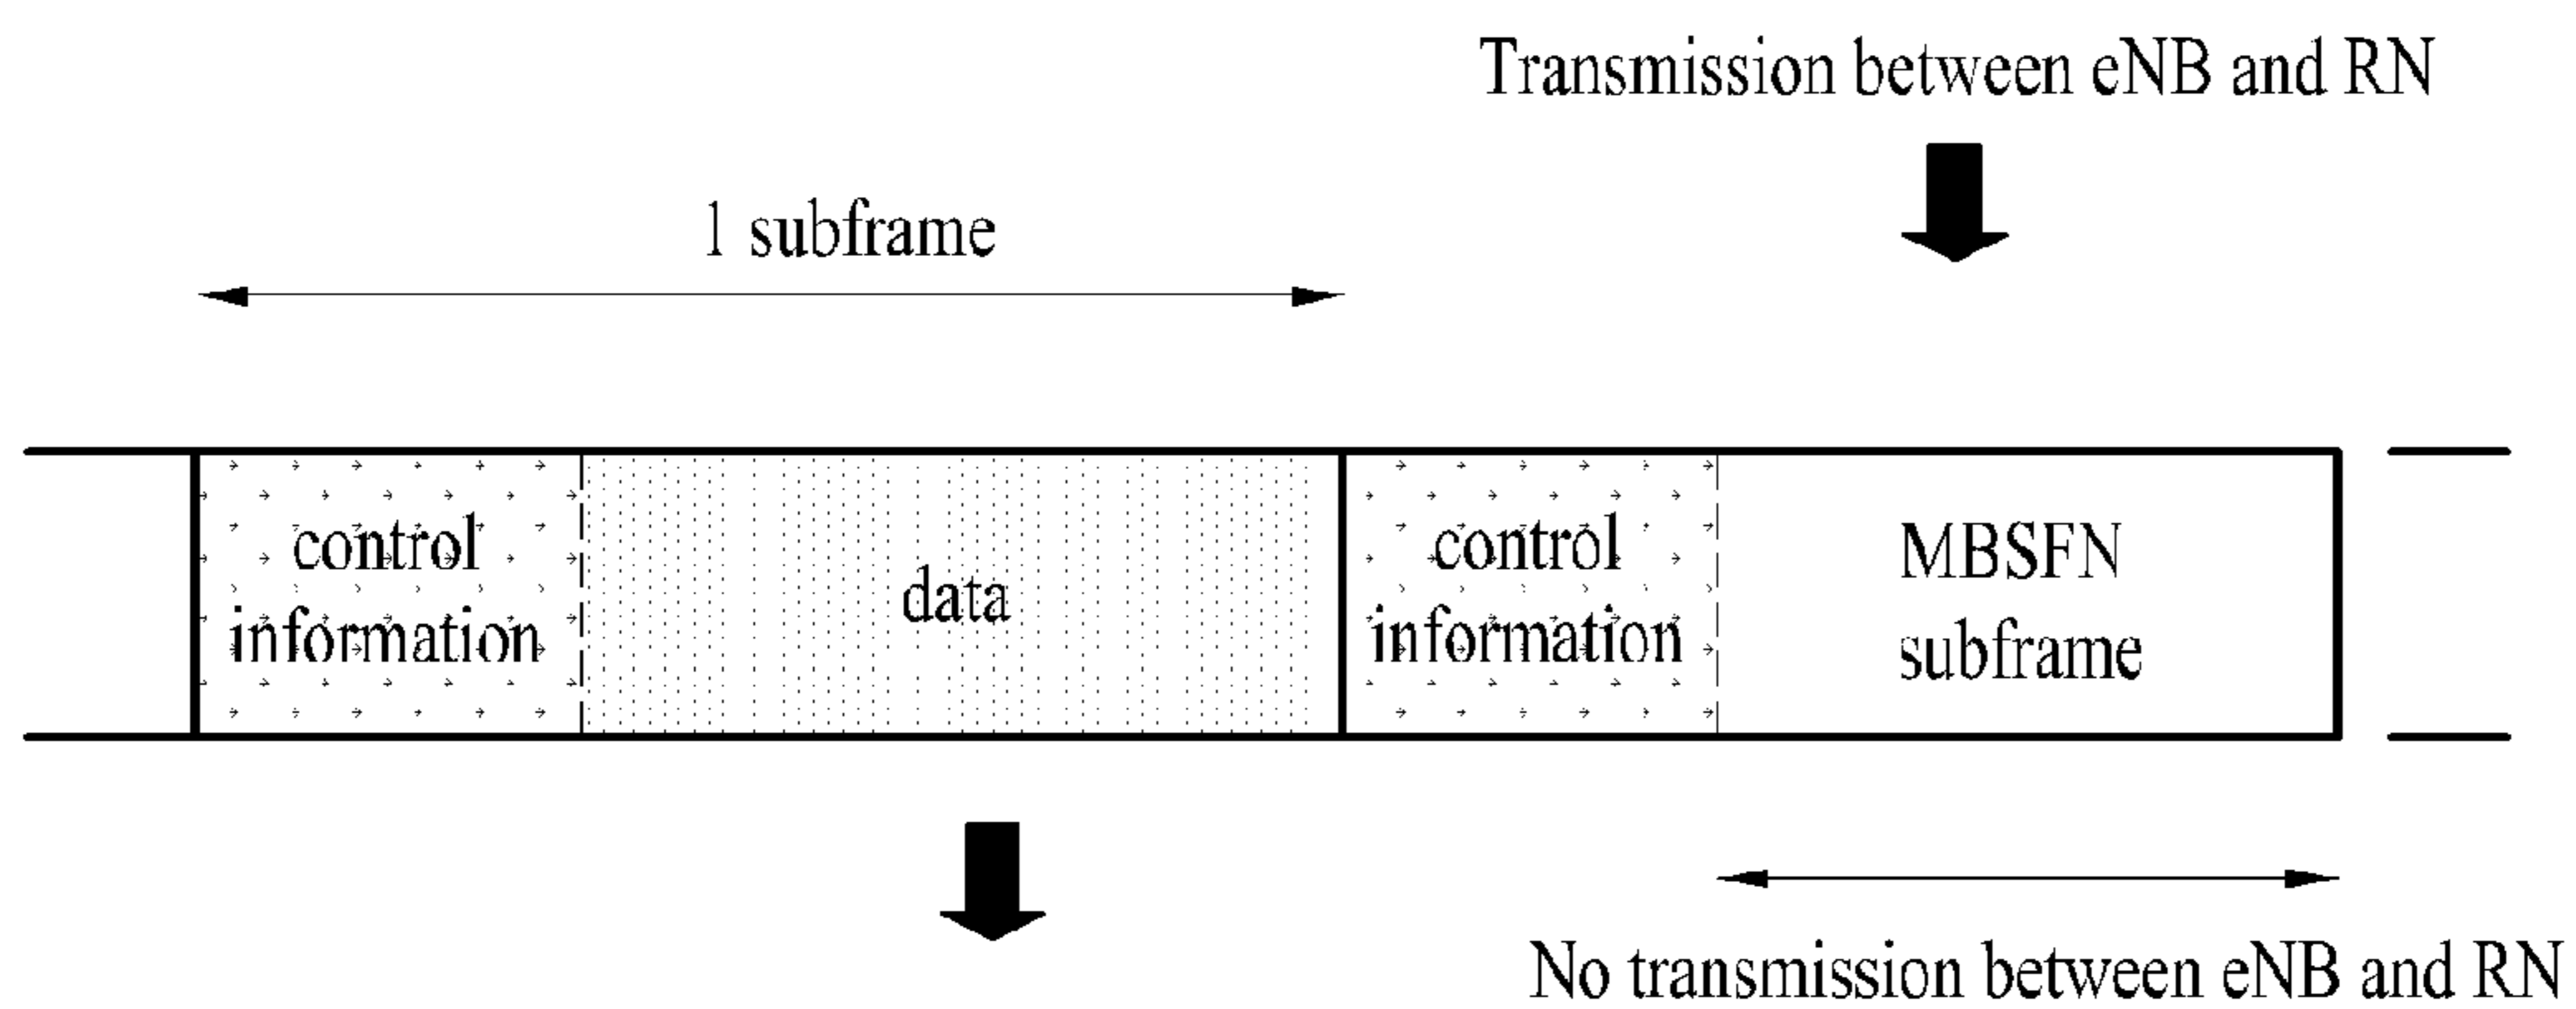 Transmission between eNB and RN
1 subframe
control
information
data
control
information
MBSFN
subframe
No transmission between eNB and RN